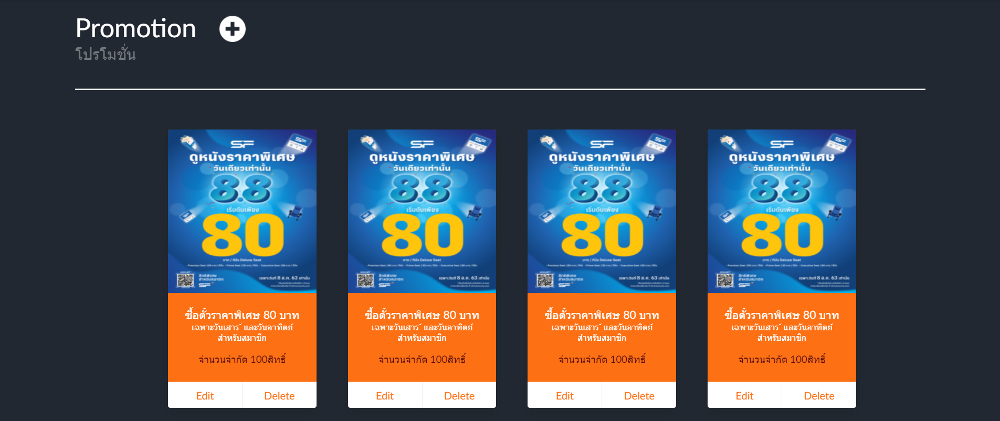 Promotion
โปรโมชั่น
SF
ดูหนังราคาพิเศษ
วันเดียวเท่านั้น
8.8
เริ่มต้นเพียง
80
บาท / ที่นั่ง Deluxe Seat
สิทธิพิเศษ
สำหรับสมาชิก
SF+
เฉพาะวันที่ 8 ส.ค. 63 เท่านั้น
ซื้อตั๋วราคาพิเศษ 80 บาท
เฉพาะวันเสาร์ และวันอาทิตย์
สำหรับสมาชิก
จำนวนจำกัด 100สิทธิ์
Edit Delete
SF
ดูหนังราคาพิเศษ
วันเดียวเท่านั้น
8.8
เริ่มต้นเพียง
80
บาท / ที่นั่ง Deluxe Seat
สิทธิพิเศษ
สำหรับสมาชิก
SF+
เฉพาะวันที่ 8 ส.ค. 63 เท่านั้น
ซื้อตั๋วราคาพิเศษ 80 บาท
เฉพาะวันเสาร์ และวันอาทิตย์
สำหรับสมาชิก
จำนวนจำกัด 100สิทธิ์
Edit Delete
SF
ดูหนังราคาพิเศษ
วันเดียวเท่านั้น
8.8
เริ่มต้นเพียง
80
บาท / ที่นั่ง Deluxe Seat
สิทธิพิเศษ
สำหรับสมาชิก
SF+
เฉพาะวันที่ 8 ส.ค. 63 เท่านั้น
ซื้อตั๋วราคาพิเศษ 80 บาท
เฉพาะวันเสาร์ และวันอาทิตย์
สำหรับสมาชิก
จำนวนจำกัด 100สิทธิ์
Edit Delete
SF
ดูหนังราคาพิเศษ
วันเดียวเท่านั้น
8.8
เริ่มต้นเพียง
80
บาท / ที่นั่ง Deluxe Seat
สิทธิพิเศษ
สำหรับสมาชิก
SF+
เฉพาะวันที่ 8 ส.ค. 63 เท่านั้น
ซื้อตั๋วราคาพิเศษ 80 บาท
เฉพาะวันเสาร์ และวันอาทิตย์
สำหรับสมาชิก
จำนวนจำกัด 100สิทธิ์
Edit Delete